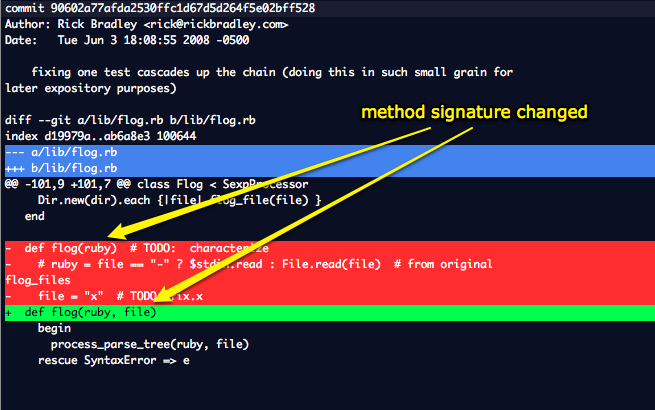 commit 90602a77afda2530ffc1d67d5d264f5e02bff528
Author: Rick Bradley <rick@rickbradley.com>
Date:   Tue Jun 3 18:08:55 2008 -0500
    fixing one test cascades up the chain (doing this in such small grain for
later expository purposes)
method signature changed
diff --git a/lib/flog.rb b/lib/flog.rb
index d19979a..ab6a8e3 100644
--- a/lib/flog.rb
+++ b/lib/flog.rb
@@ -101,9 +101,7 @@ class Flog < SexpProcessor
     Dir.new(dir).each {|file| flog_file(file) }
   end
-  def flog(ruby)  # TODO:  characterize
-    # ruby = file == "-" ? $stdin.read : File.read(file)  # from original
flog_files
-    file = "x"  # TODO: fix.x
+  def flog(ruby, file)
     begin
       process_parse_tree(ruby, file)
     rescue SyntaxError => e